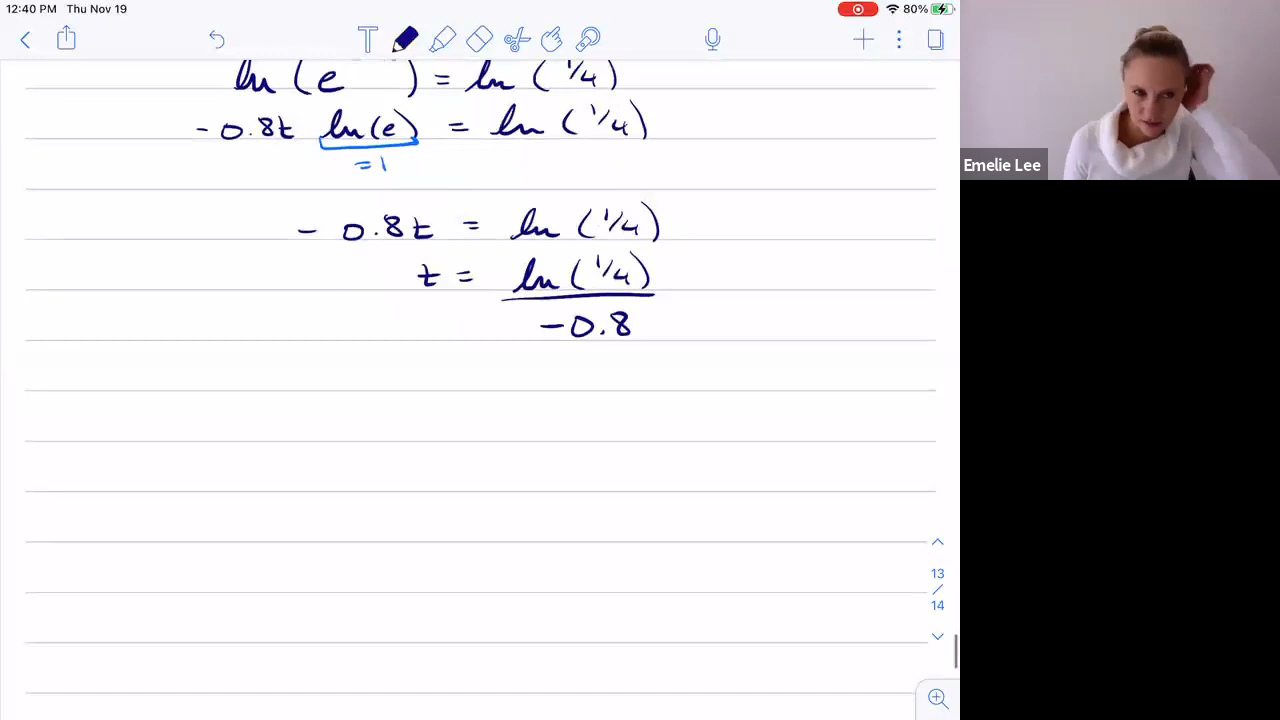 12:40 PM Thu Nov 19
80%
ln (e ) = ln (1/4)
- 0.8t ln(e) = ln (1/4)
= 1
- 0.8t = ln (1/4)
t = ln (1/4)
-0.8
Emelie Lee
13
/
14